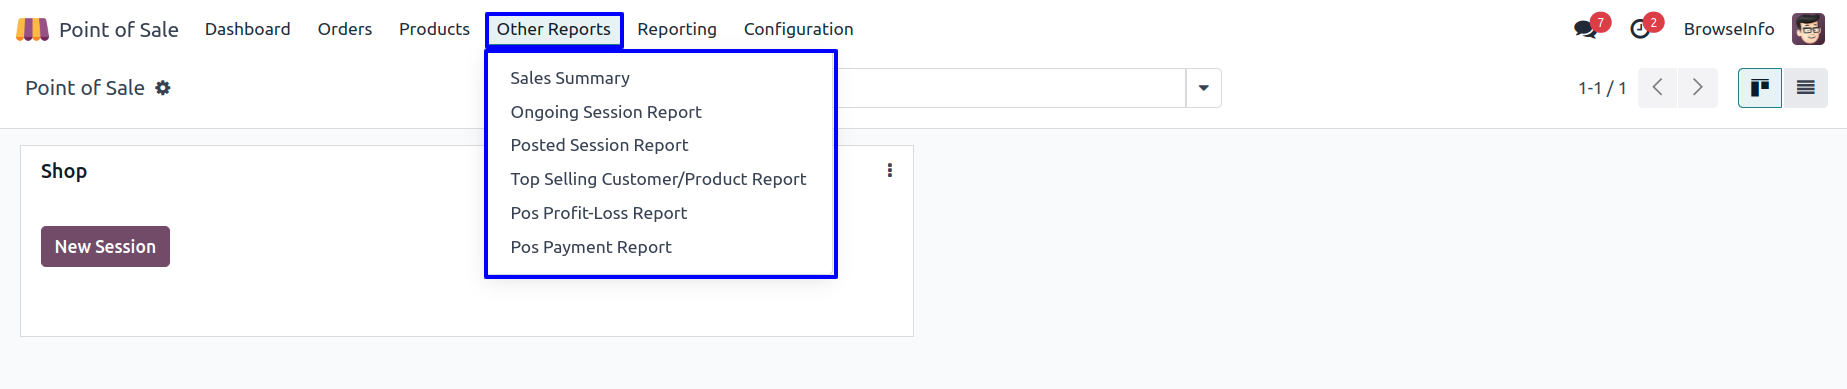 Point of Sale Dashboard Orders Products Other Reports Reporting Configuration 7 2 BrowseInfo
Point of Sale 1-1 / 1
Sales Summary
Ongoing Session Report
Posted Session Report
Top Selling Customer/Product Report
Pos Profit-Loss Report
Pos Payment Report
Shop
New Session